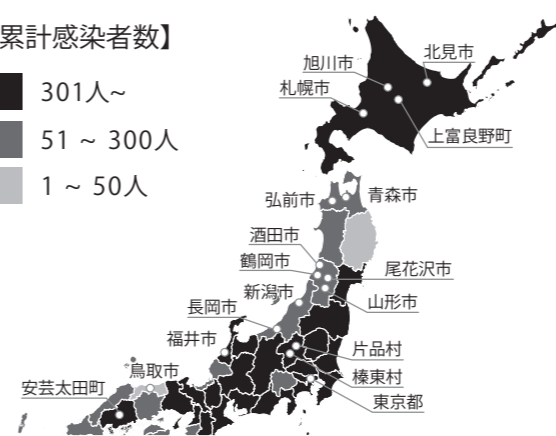 累計感染者数】
301人~
51 ~ 300人
1 ~ 50人
北見市
旭川市
札幌市
上富良野町
弘前市
青森市
酒田市
鶴岡市
尾花沢市
新潟市
山形市
長岡市
福井市
片品村
鳥取市
榛東村
安芸太田町
東京都